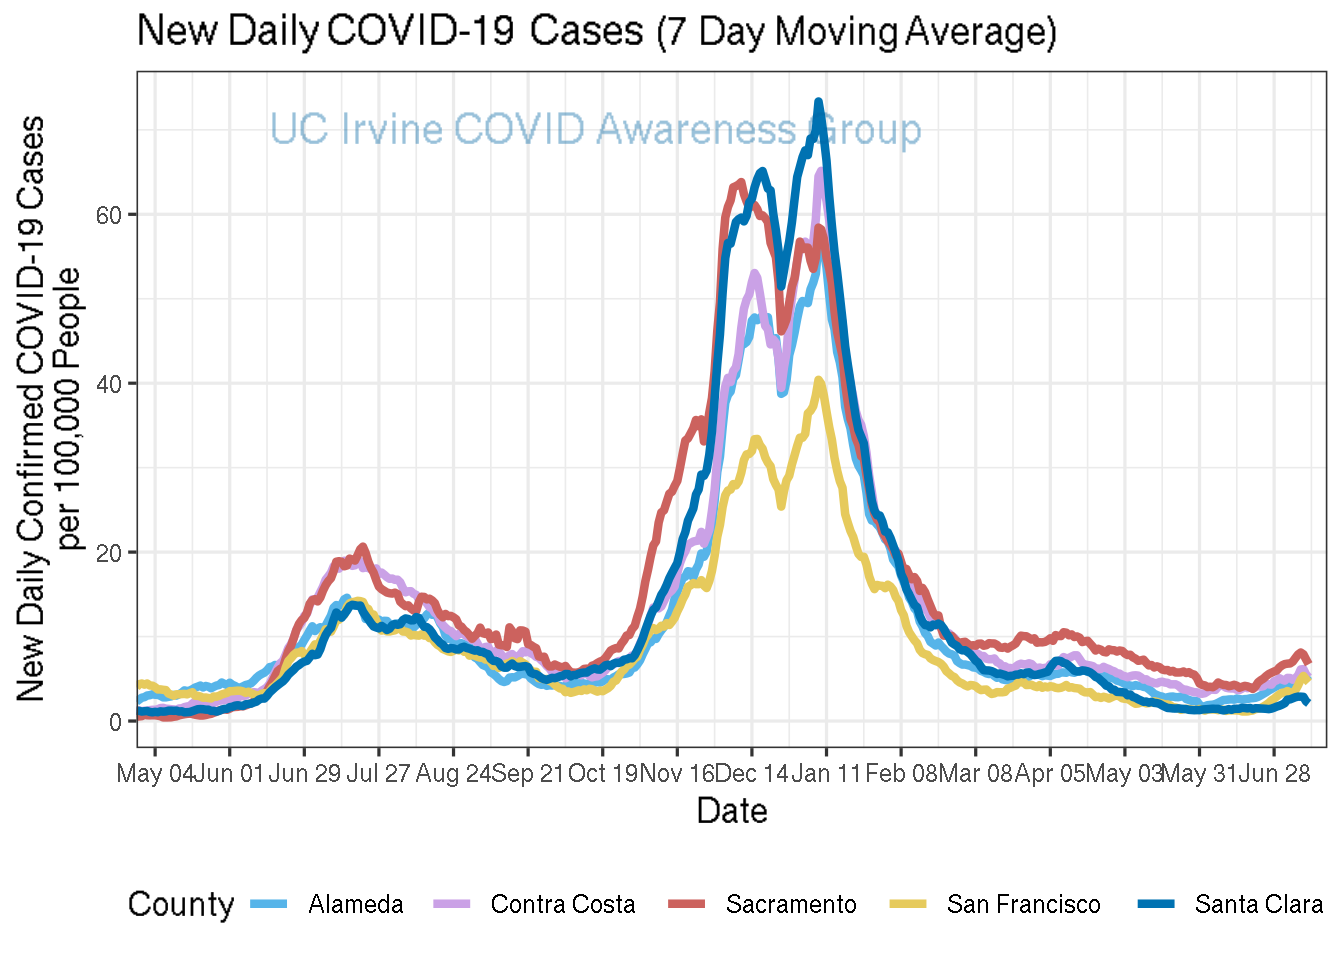 New Daily COVID-19 Cases (7 Day Moving Average)
UC Irvine COVID Awareness Group
New Daily Confirmed COVID-19 Cases
per 100,000 People
60
40
20
0
May 04 Jun 01 Jun 29 Jul 27 Aug 24 Sep 21 Oct 19 Nov 16 Dec 14 Jan 11 Feb 08 Mar 08 Apr 05 May 03 May 31 Jun 28
Date
County Alameda Contra Costa Sacramento San Francisco Santa Clara